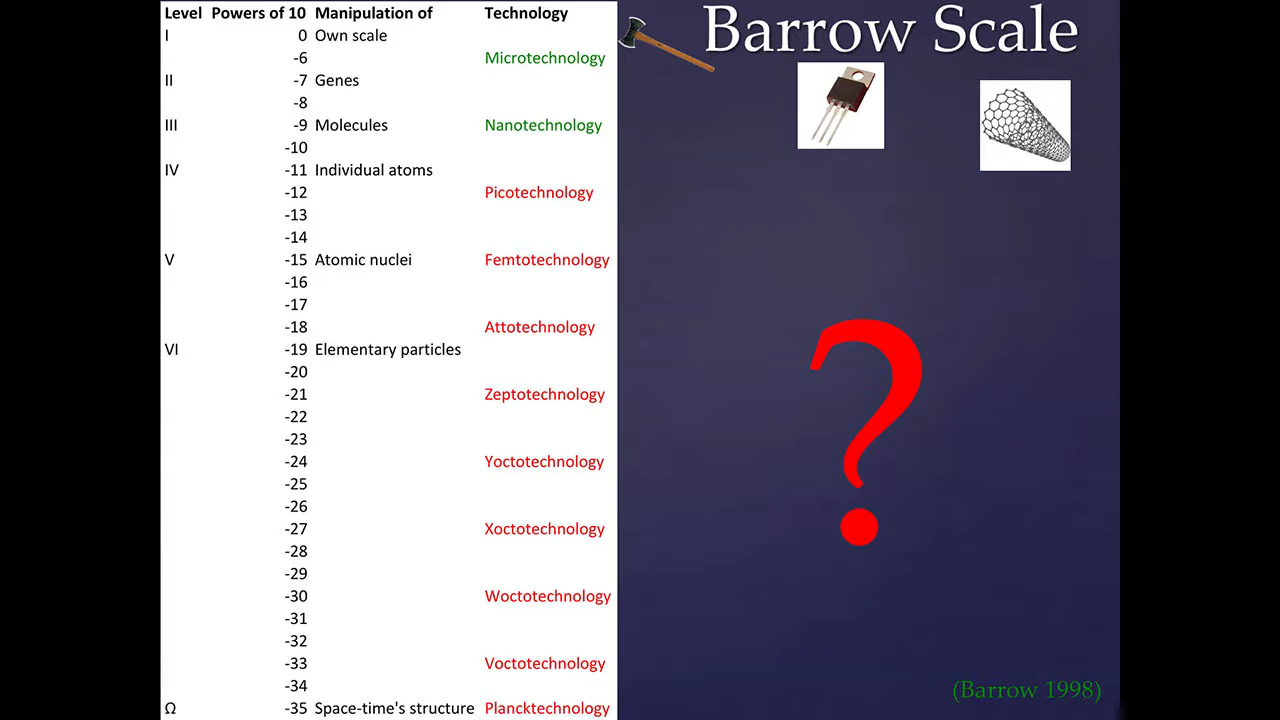 Level Powers of 10 Manipulation of Technology
I 0 Own scale
-6 Microtechnology
II -7 Genes
-8
III -9 Molecules Nanotechnology
-10
IV -11 Individual atoms
-12 Picotechnology
-13
-14
V -15 Atomic nuclei Femtotechnology
-16
-17
-18 Attotechnology
VI -19 Elementary particles
-20
-21 Zeptotechnology
-22
-23
-24 Yoctotechnology
-25
-26
-27 Xoctotechnology
-28
-29
-30 Woctotechnology
-31
-32
-33 Voctotechnology
-34
Ω -35 Space-time's structure Plancktechnology
Barrow Scale
?
(Barrow 1998)